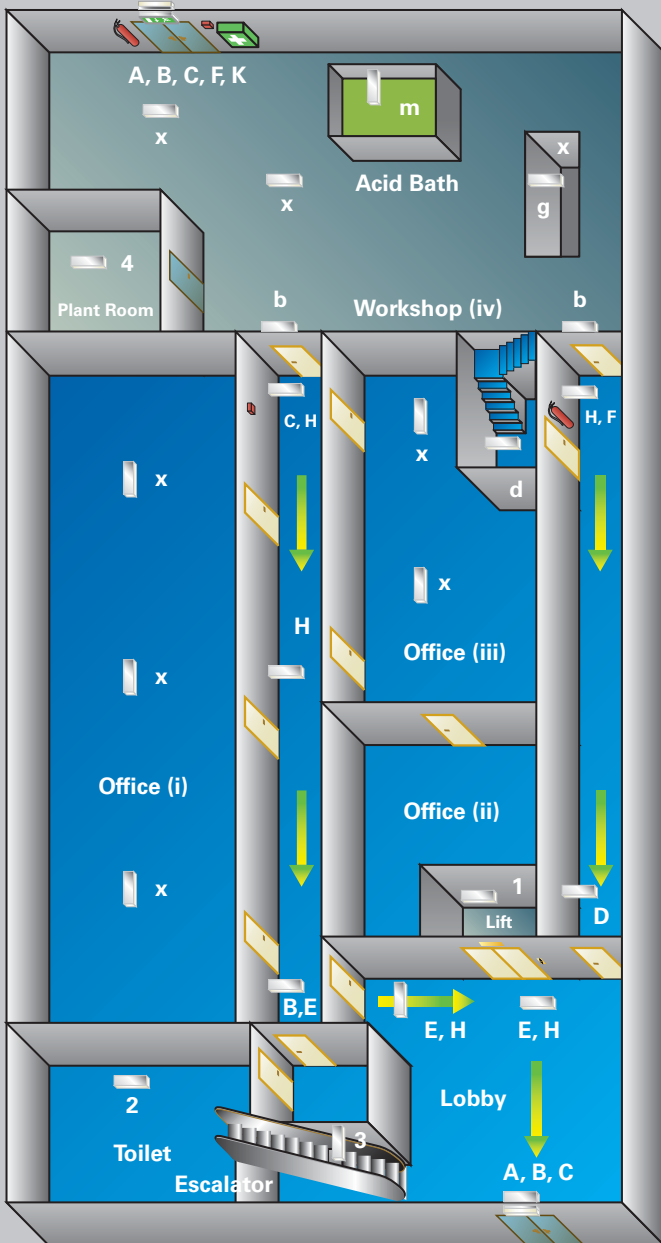 A, B, C, F, K
x
m
x
Acid Bath
x
g
4
Plant Room
b
Workshop (iv)
b
C, H
H, F
x
d
x
x
H
Office (iii)
x
Office (i)
Office (ii)
x
1
Lift
D
B,E
E, H
E, H
2
Lobby
Toilet
3
Escalator
A, B, C